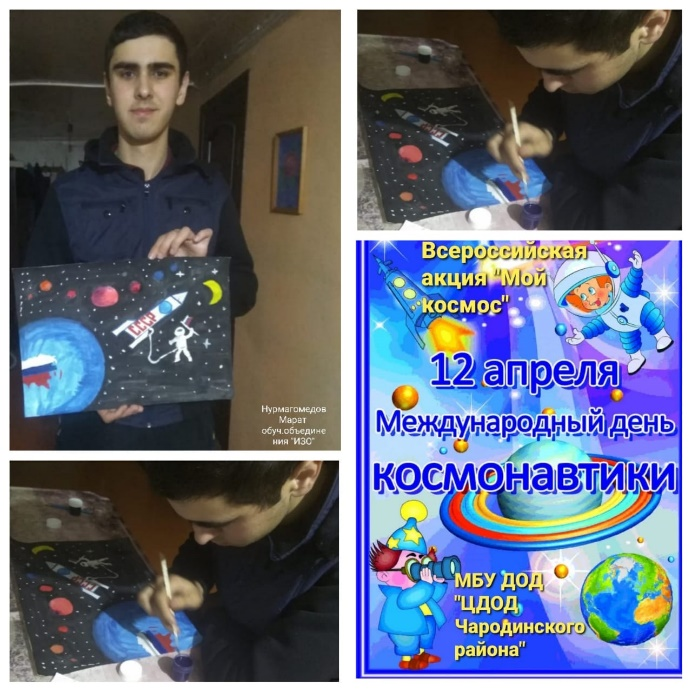 СССР
Нурмагомедов
Марат
обуч.объедине
ния "ИЗО"
Всероссийская
акция "Мой
космос"
12 апреля
Международный день
космонавтики
МБУ ДОД
"ЦДОД
Чародинского
района"